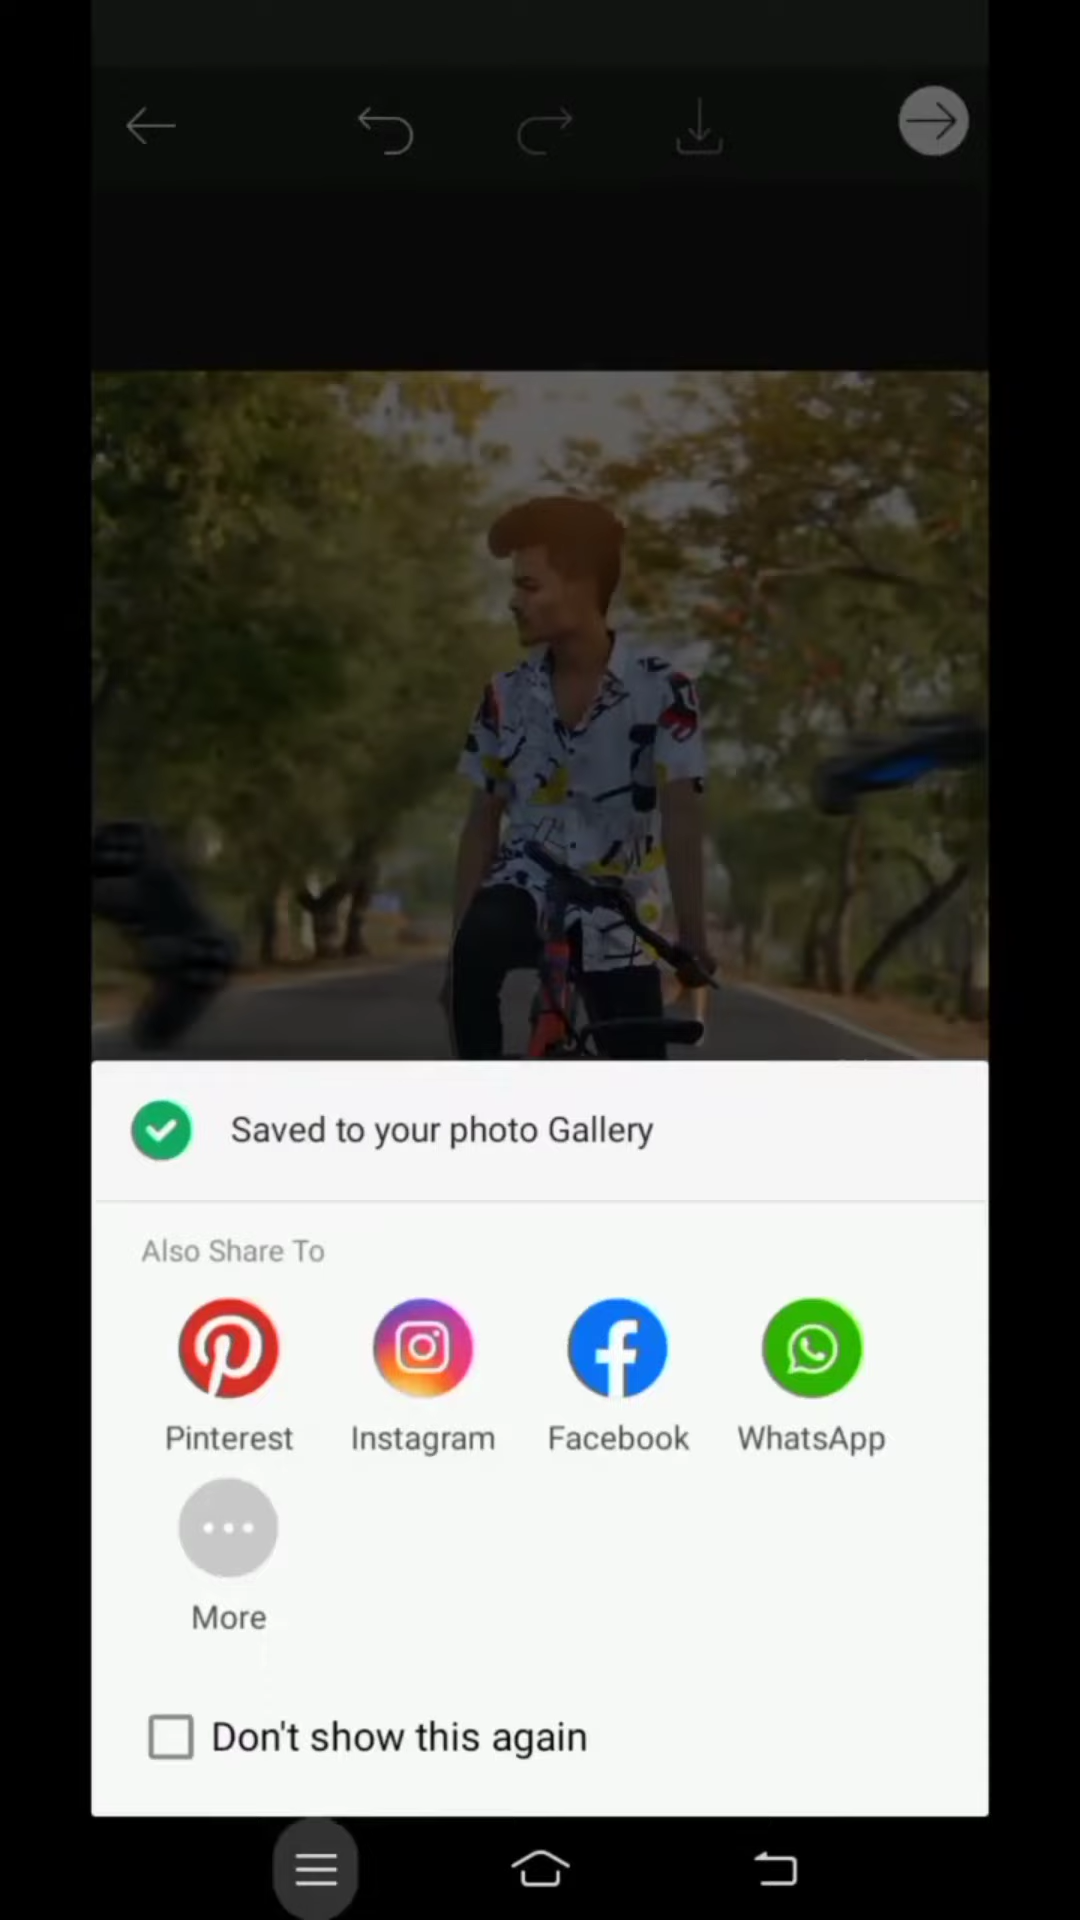 Saved to your photo Gallery
Also Share To
Pinterest Instagram Facebook WhatsApp
More
Don't show this again